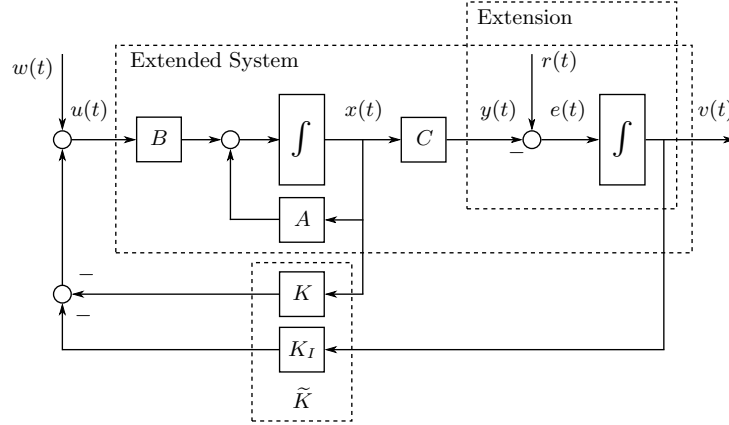 Extension
Extended System
w(t)
r(t)
u(t)
x(t)
y(t)
e(t)
v(t)
B
∫
C
∫
−
A
−
K
−
K_I
K̃